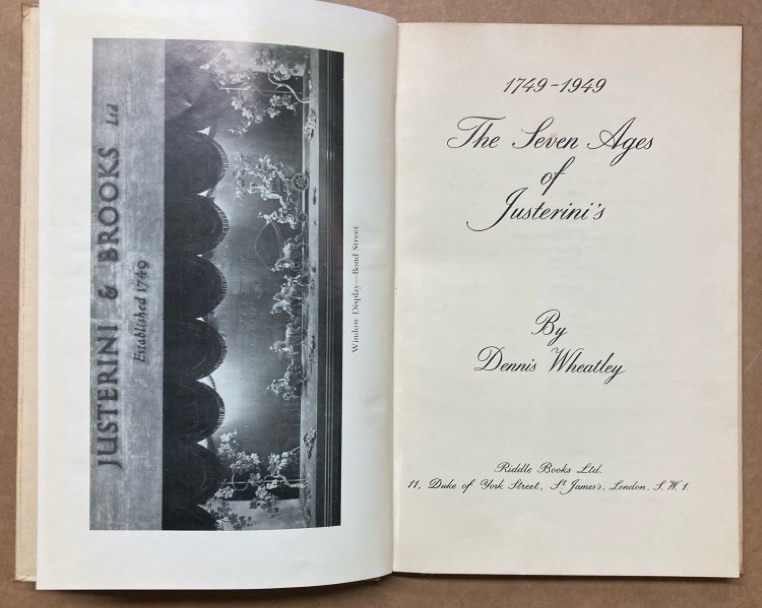 JUSTERINI & BROOKS Ltd
Established 1749
Window Display—Bond Street
1749-1949
The Seven Ages
of
Justerini's
By
Dennis Wheatley
Riddle Books Ltd.
11, Duke of York Street, St James's, London, S.W.1.